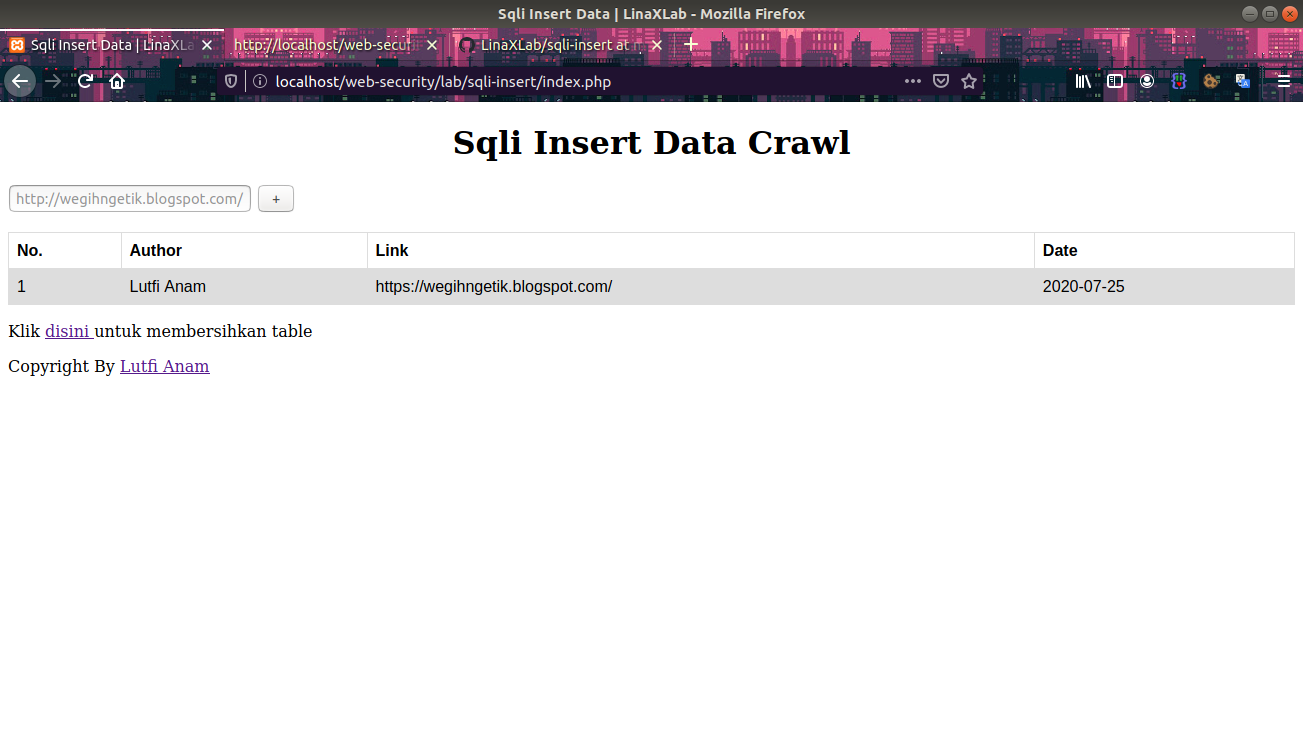 Sqli Insert Data | LinaXLab - Mozilla Firefox
Sqli Insert Data | LinaXLa
http://localhost/web-secur
LinaXLab/sqli-insert at m
localhost/web-security/lab/sqli-insert/index.php
Sqli Insert Data Crawl
http://wegihngetik.blogspot.com/ +
No. Author Link Date
1 Lutfi Anam https://wegihngetik.blogspot.com/ 2020-07-25
Klik disini untuk membersihkan table
Copyright By Lutfi Anam